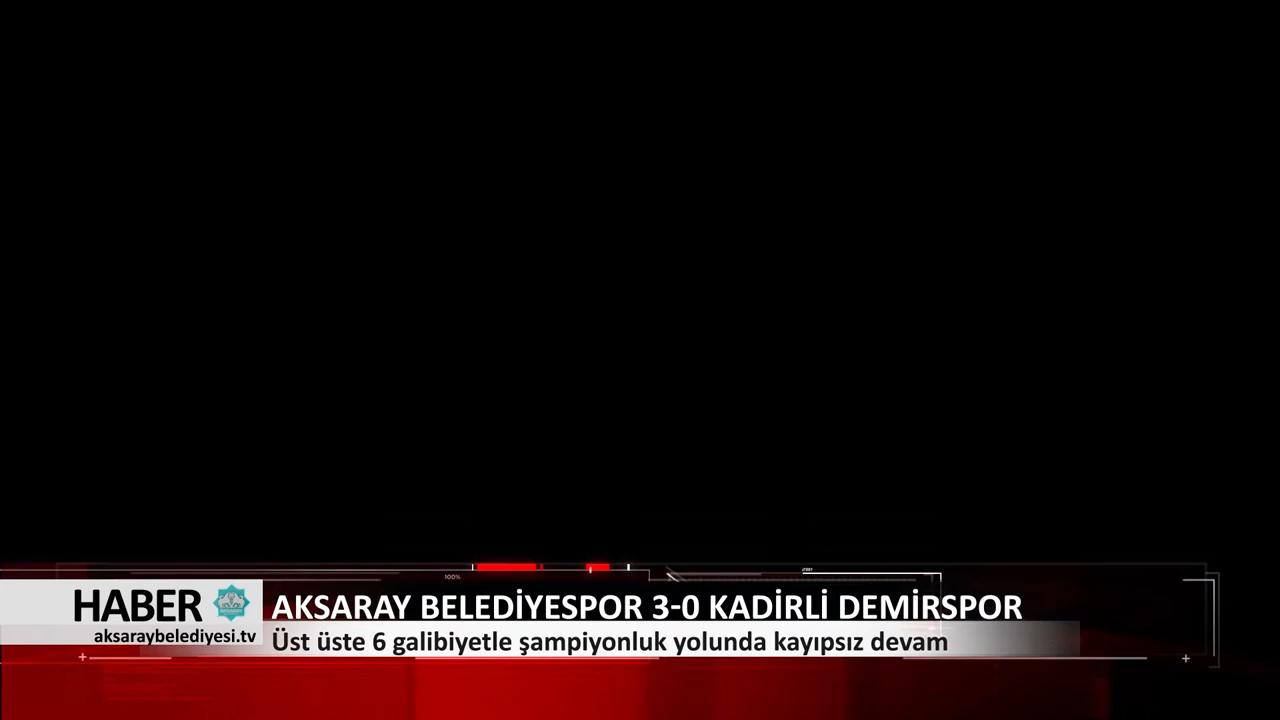 100%
HABER
AKSARAY BELEDİYESPOR 3-0 KADİRLİ DEMİRSPOR
aksaraybelediyesi.tv
Üst üste 6 galibiyetle şampiyonluk yolunda kayıpsız devam